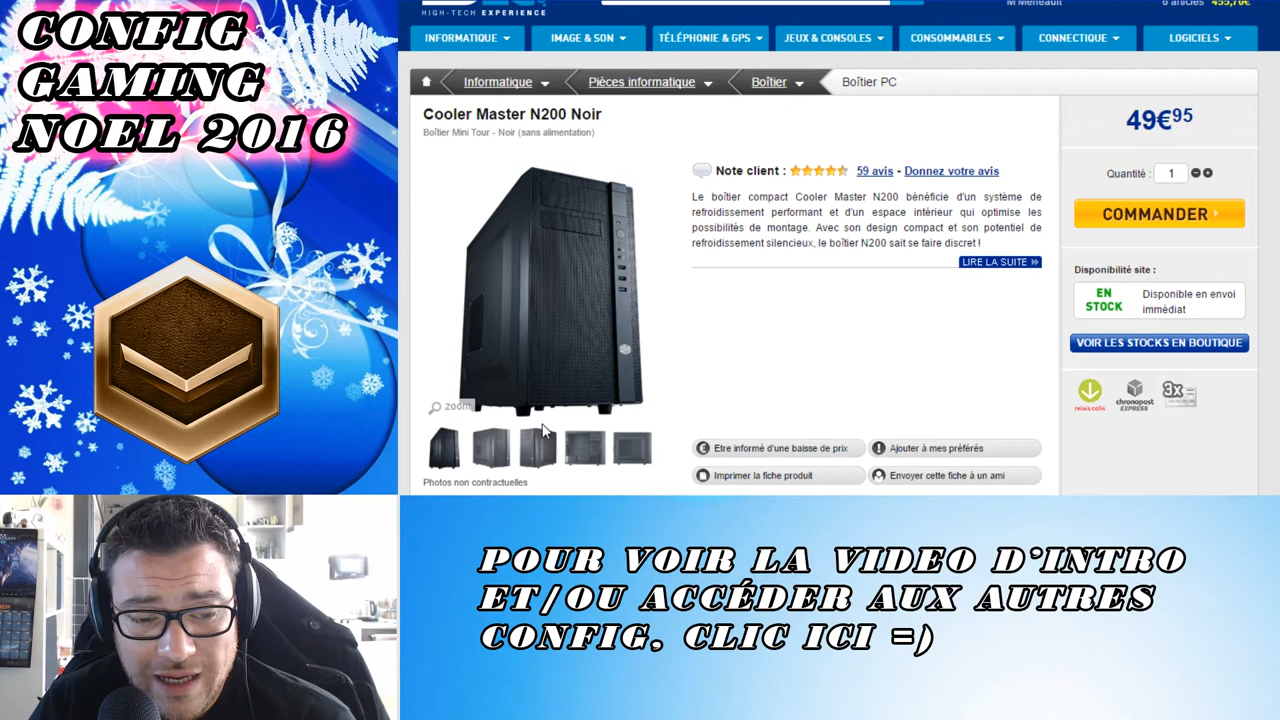 CONFIG
GAMING
NOEL 2016
HIGH-TECH EXPERIENCE
M Merleault
6 articles
INFORMATIQUE
IMAGE & SON
TÉLÉPHONIE & GPS
JEUX & CONSOLES
CONSOMMABLES
CONNECTIQUE
LOGICIELS
Informatique
Pièces informatique
Boîtier
Boîtier PC
Cooler Master N200 Noir
Boîtier Mini Tour - Noir (sans alimentation)
Note client :
59 avis - Donnez votre avis
Le boîtier compact Cooler Master N200 bénéficie d'un système de
refroidissement performant et d'un espace intérieur qui optimise les
possibilités de montage. Avec son design compact et son potentiel de
refroidissement silencieux, le boîtier N200 sait se faire discret !
LIRE LA SUITE
zoom
Photos non contractuelles
Etre informé d'une baisse de prix
Ajouter à mes préférés
Imprimer la fiche produit
Envoyer cette fiche à un ami
49€95
Quantité :
1
COMMANDER
Disponibilité site :
EN
STOCK
Disponible en envoi
immédiat
VOIR LES STOCKS EN BOUTIQUE
relais colis
chronopost
EXPRESS
3x
POUR VOIR LA VIDEO D'INTRO
ET/OU ACCÉDER AUX AUTRES
CONFIG, CLIC ICI =)